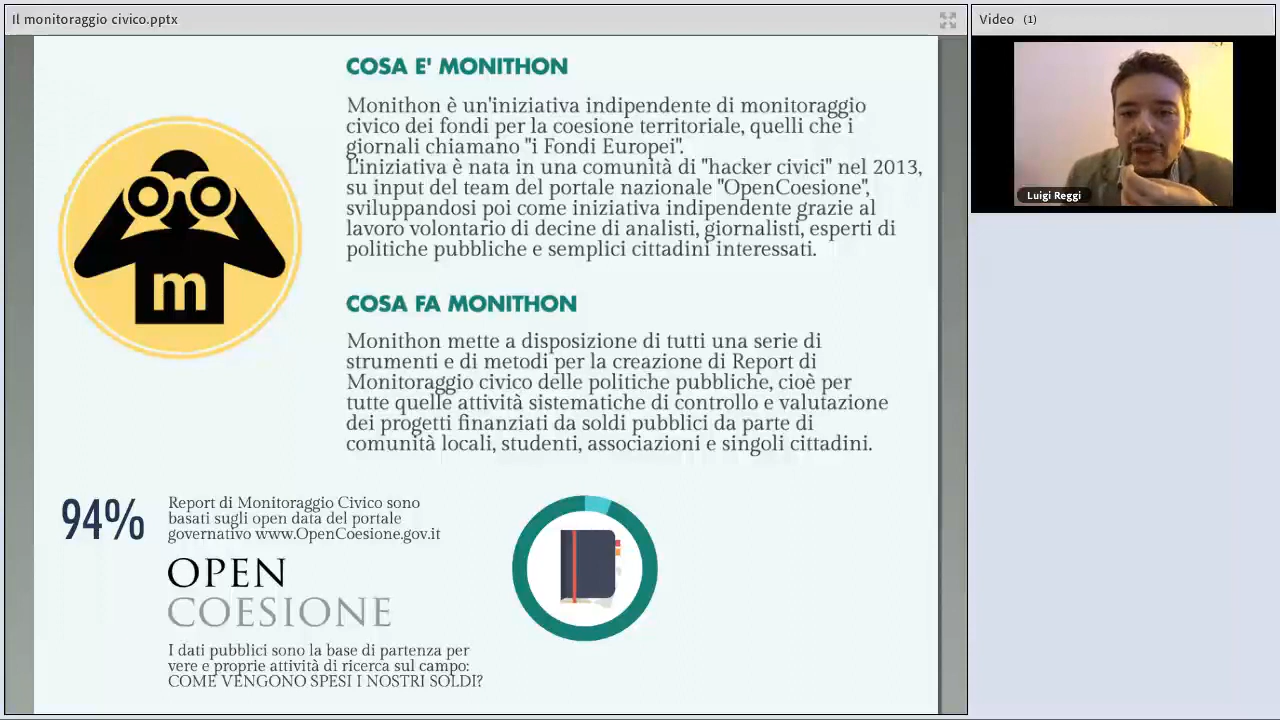 Il monitoraggio civico.pptx
Video (1)
Luigi Reggi
COSA E' MONITHON
Monithon è un'iniziativa indipendente di monitoraggio
civico dei fondi per la coesione territoriale, quelli che i
giornali chiamano "i Fondi Europei".
L'iniziativa è nata in una comunità di "hacker civici" nel 2013,
su input del team del portale nazionale "OpenCoesione",
sviluppandosi poi come iniziativa indipendente grazie al
lavoro volontario di decine di analisti, giornalisti, esperti di
politiche pubbliche e semplici cittadini interessati.
m
COSA FA MONITHON
Monithon mette a disposizione di tutti una serie di
strumenti e di metodi per la creazione di Report di
Monitoraggio civico delle politiche pubbliche, cioè per
tutte quelle attività sistematiche di controllo e valutazione
dei progetti finanziati da soldi pubblici da parte di
comunità locali, studenti, associazioni e singoli cittadini.
94%
Report di Monitoraggio Civico sono
basati sugli open data del portale
governativo www.OpenCoesione.gov.it
OPEN
COESIONE
I dati pubblici sono la base di partenza per
vere e proprie attività di ricerca sul campo:
COME VENGONO SPESI I NOSTRI SOLDI?